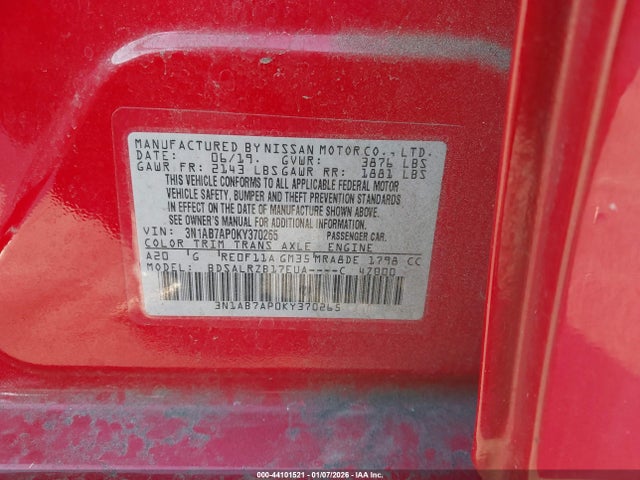 MANUFACTURED BY NISSAN MOTOR CO., LTD.
DATE: 06/19. GVWR: 3876 LBS
GAWR FR: 2143 LBS GAWR RR: 1881 LBS
THIS VEHICLE CONFORMS TO ALL APPLICABLE FEDERAL MOTOR
VEHICLE SAFETY, BUMPER AND THEFT PREVENTION STANDARDS
IN EFFECT ON THE DATE OF MANUFACTURE SHOWN ABOVE.
SEE OWNER'S MANUAL FOR ADDITIONAL INFORMATION.
VIN: 3N1AB7AP0KY370265 PASSENGER CAR.
COLOR TRIM TRANS AXLE ENGINE
A20 G RE0F11A GM35 MRA8DE 1798 CC
MODEL: BDSALRZB17EUA----C 47000
3N1AB7AP0KY370265
000-44101521 - 01/07/2026 - © IAA Inc.